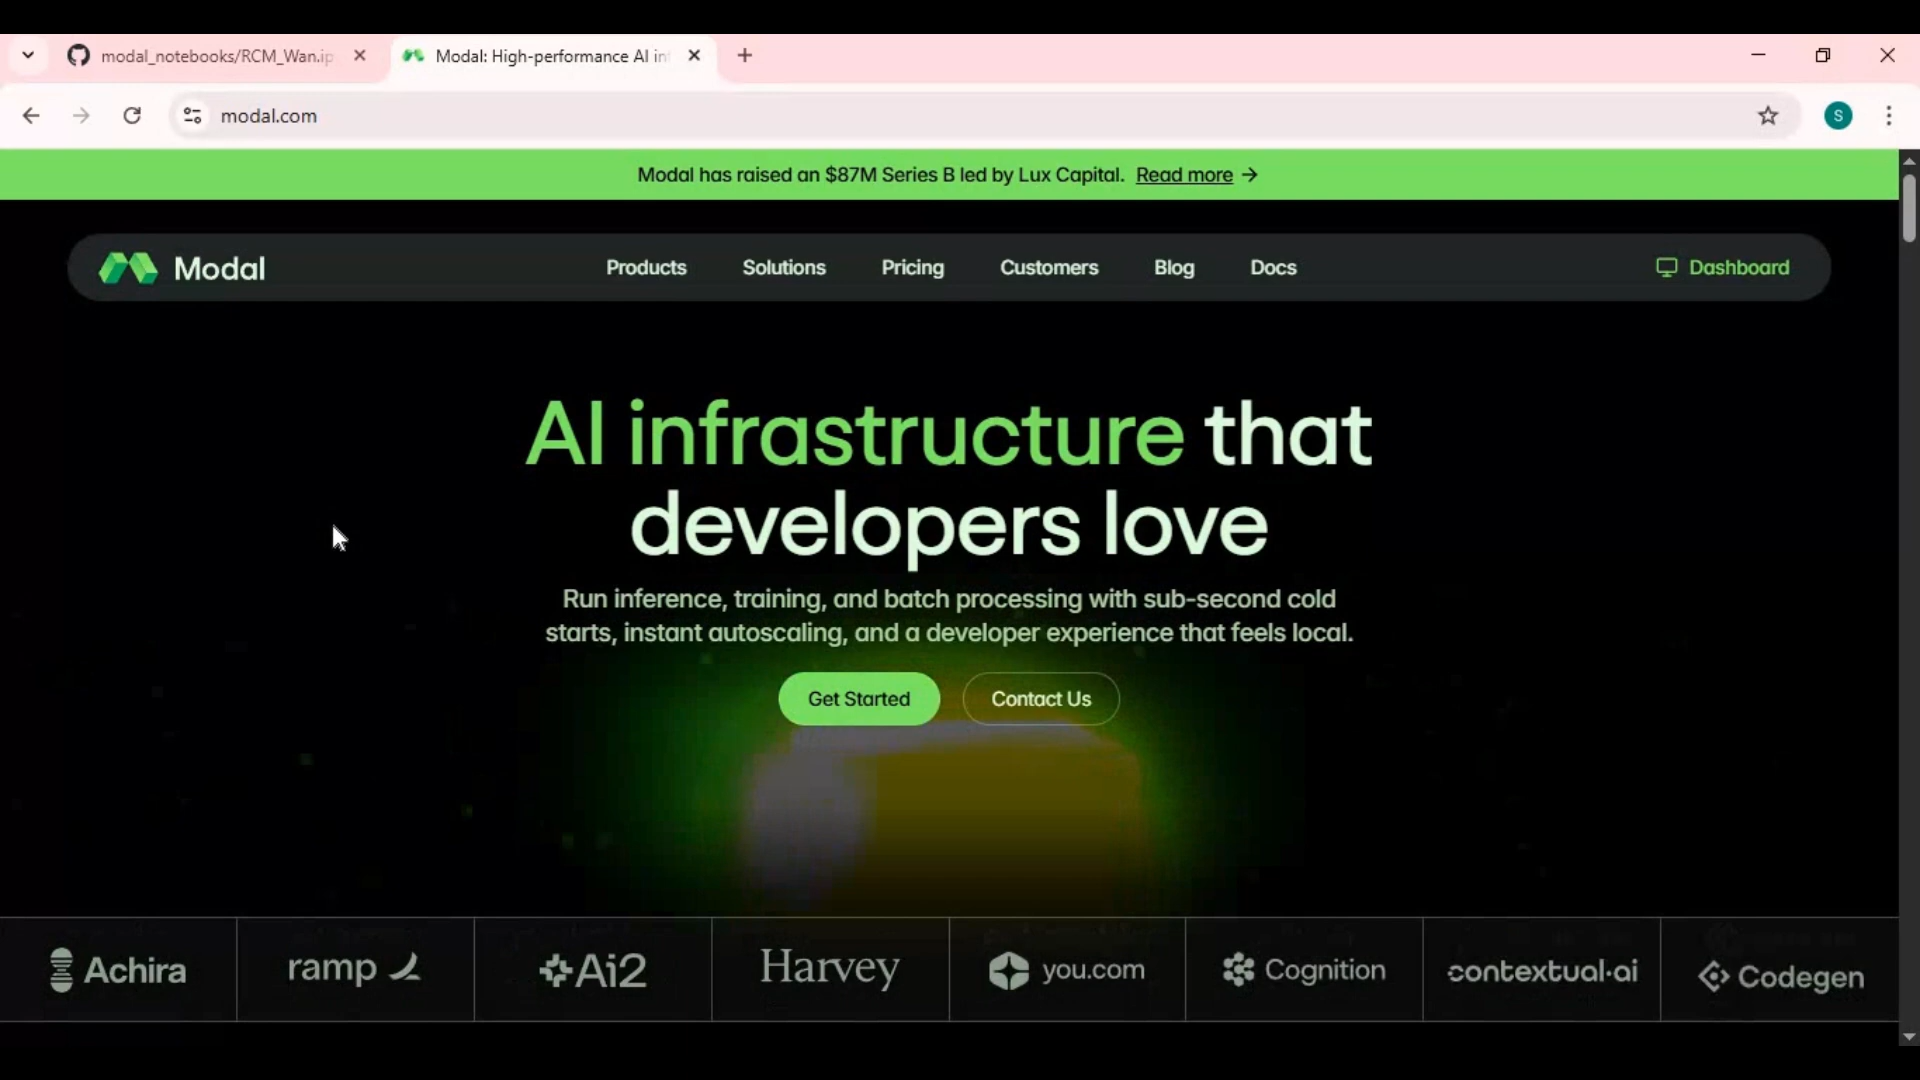 modal_notebooks/RCM_Wan.ip
Modal: High-performance AI in
modal.com
S
Modal has raised an $87M Series B led by Lux Capital. Read more →
Modal
Products
Solutions
Pricing
Customers
Blog
Docs
Dashboard
AI infrastructure that
developers love
Run inference, training, and batch processing with sub-second cold
starts, instant autoscaling, and a developer experience that feels local.
Get Started
Contact Us
Achira
ramp
Ai2
Harvey
you.com
Cognition
contextual·ai
Codegen